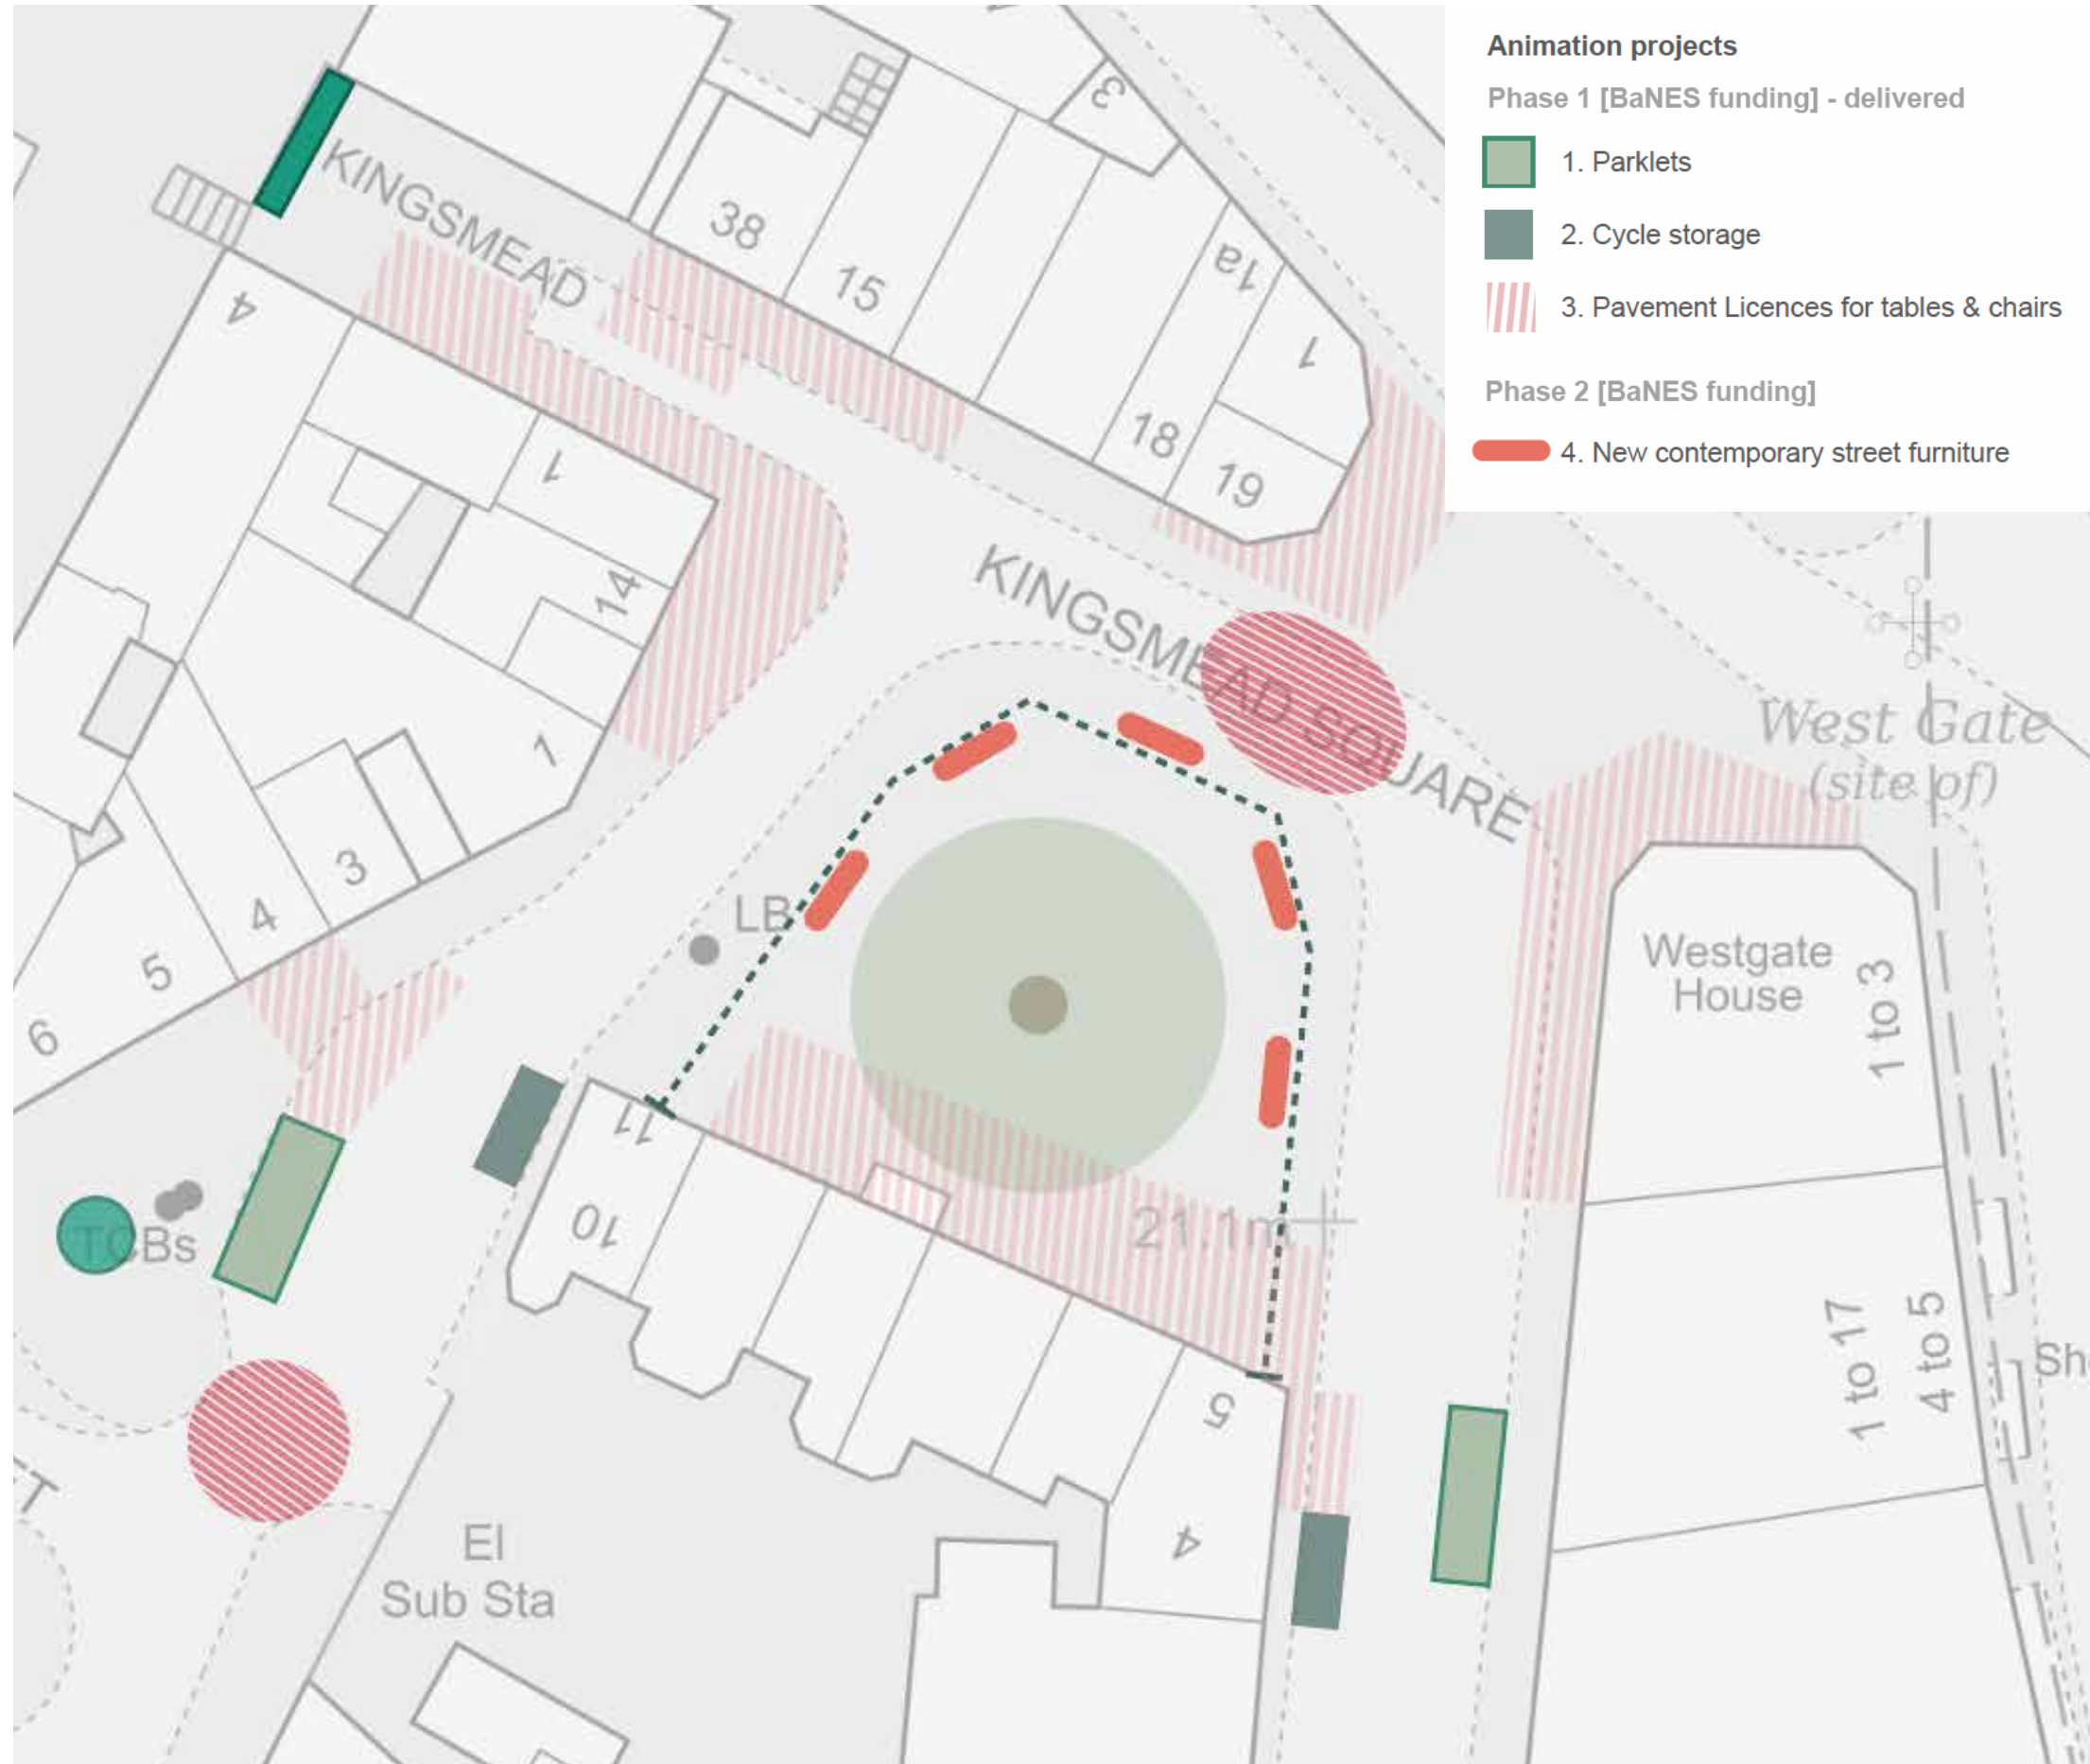 Animation projects
Phase 1 [BaNES funding] - delivered
1. Parklets
2. Cycle storage
3. Pavement Licences for tables & chairs
Phase 2 [BaNES funding]
4. New contemporary street furniture
3
KINGSMEAD
38
15
1a
1
18
19
4
1
14
1
3
4
5
6
KINGSMEAD SQUARE
West Gate
(site of)
LB
Westgate
House
1 to 3
11
10
21.1m
TCBs
5
4
1 to 17
4 to 5
El
Sub Sta